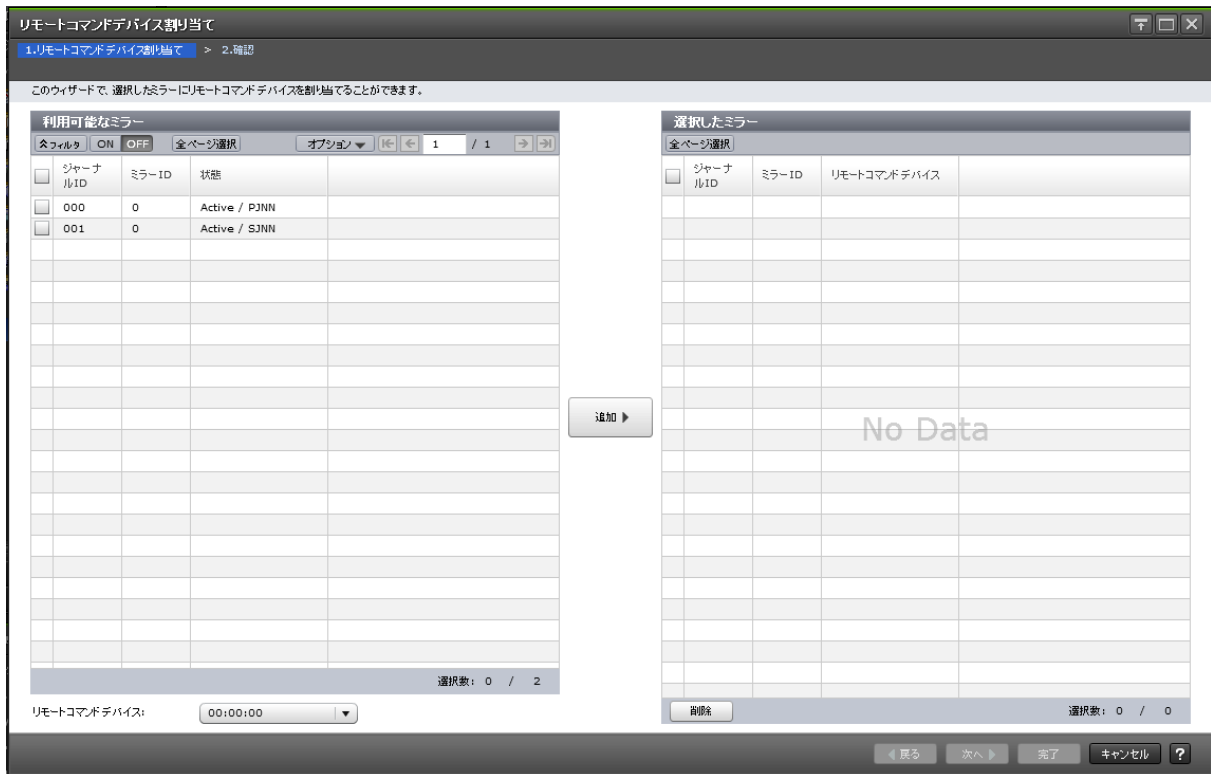 リモートコマンドデバイス割り当て
1.リモートコマンドデバイス割り当て > 2.確認
このウィザードで、選択したミラーにリモートコマンドデバイスを割り当てることができます。
利用可能なミラー
フィルタ ON OFF 全ページ選択 オプション 1 / 1
ジャーナルID ミラーID 状態
000 0 Active / PJNN
001 0 Active / SJNN
選択数: 0 / 2
リモートコマンドデバイス: 00:00:00
追加
選択したミラー
全ページ選択
ジャーナルID ミラーID リモートコマンドデバイス
No Data
削除 選択数: 0 / 0
戻る 次へ 完了 キャンセル ?